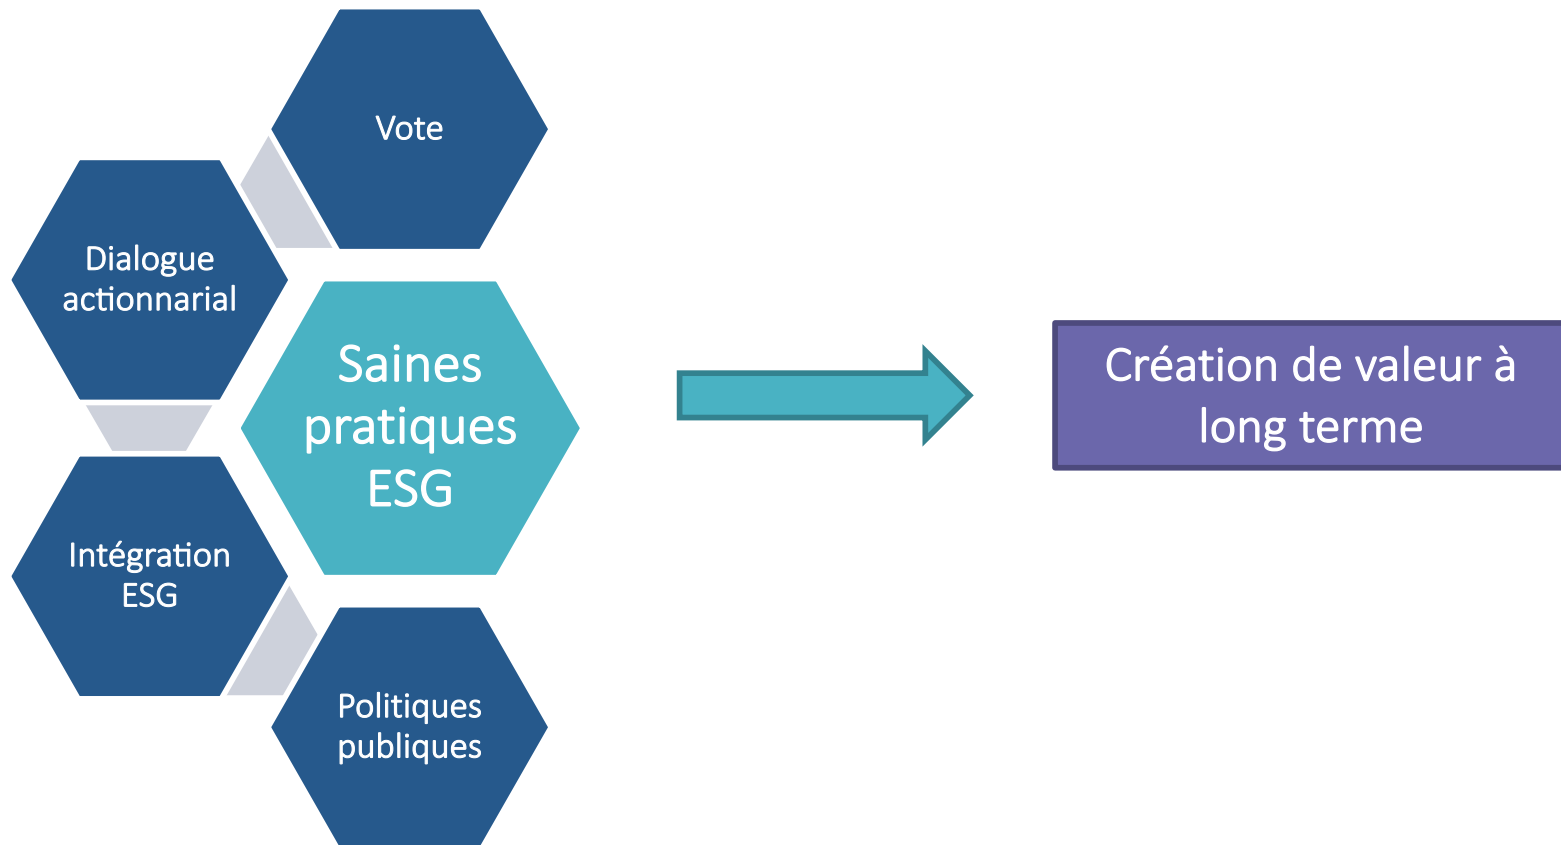 Vote
Dialogue
actionnarial
Saines
pratiques
ESG
Intégration
ESG
Politiques
publiques
Création de valeur à
long terme